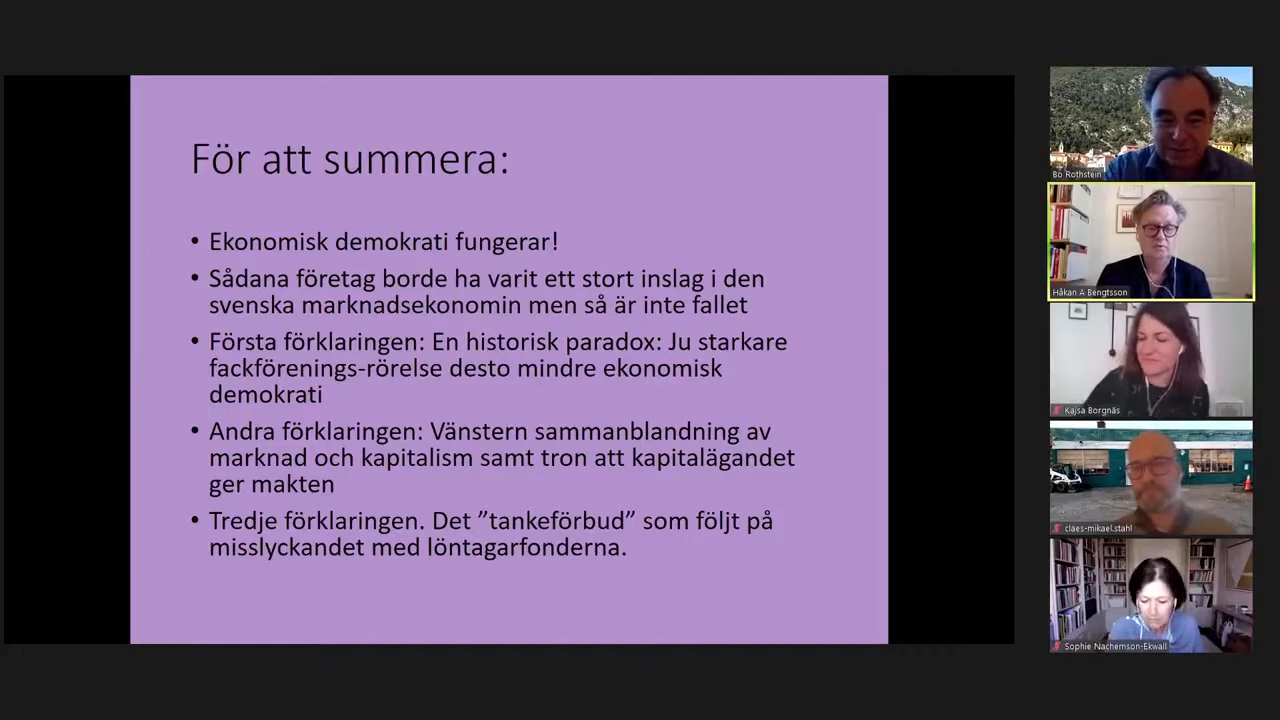 För att summera:
• Ekonomisk demokrati fungerar!
• Sådana företag borde ha varit ett stort inslag i den
svenska marknadsekonomin men så är inte fallet
• Första förklaringen: En historisk paradox: Ju starkare
fackförenings-rörelse desto mindre ekonomisk
demokrati
• Andra förklaringen: Vänstern sammanblandning av
marknad och kapitalism samt tron att kapitalägandet
ger makten
• Tredje förklaringen. Det ”tankeförbud” som följt på
misslyckandet med löntagarfonderna.
Bo Rothstein
Håkan A Bengtsson
Kajsa Borgnäs
claes-mikael.stahl
Sophie Nachemson-Ekwall